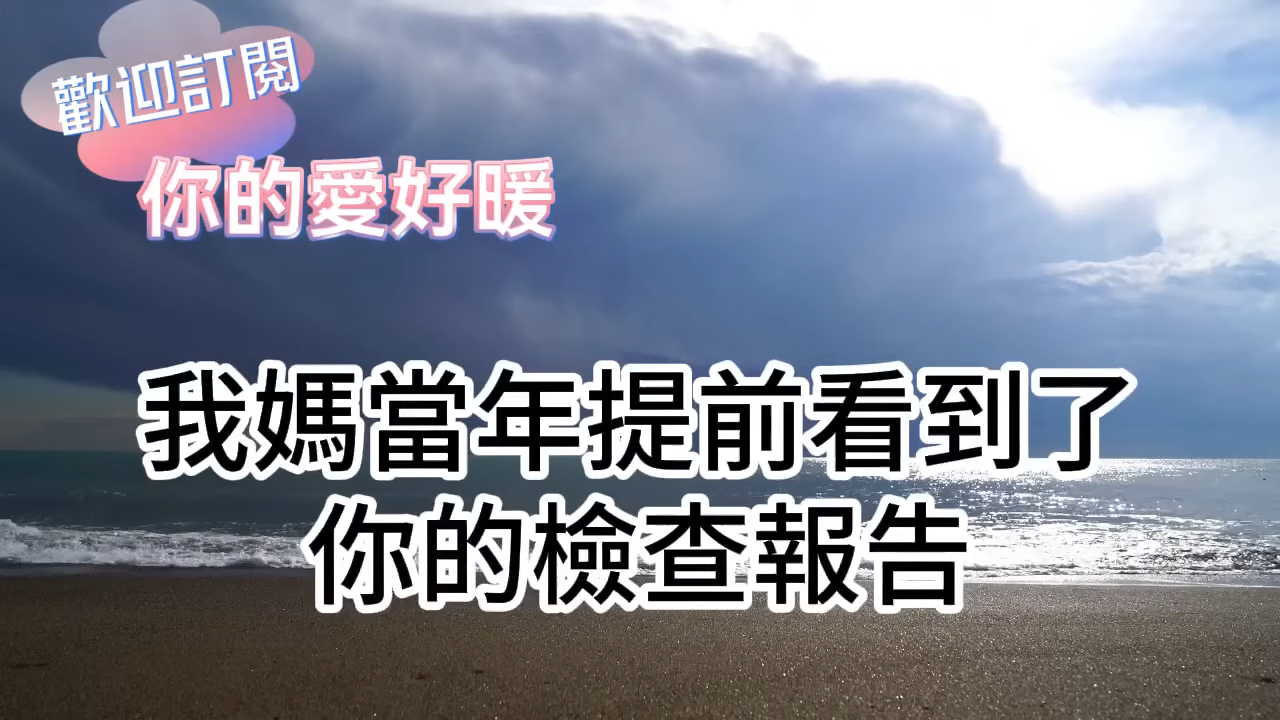 歡迎訂閱
你的愛好暖
我媽當年提前看到了
你的檢查報告